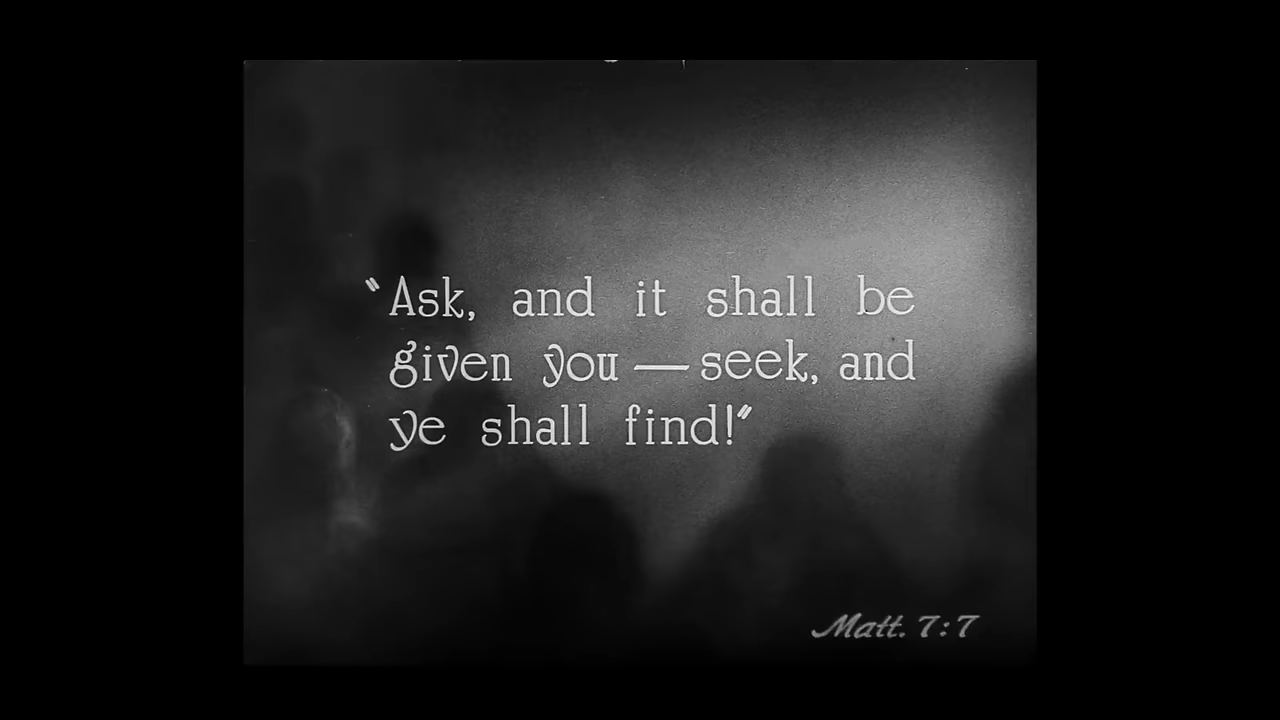 "Ask, and it shall be
given you — seek, and
ye shall find!"
Matt. 7:7